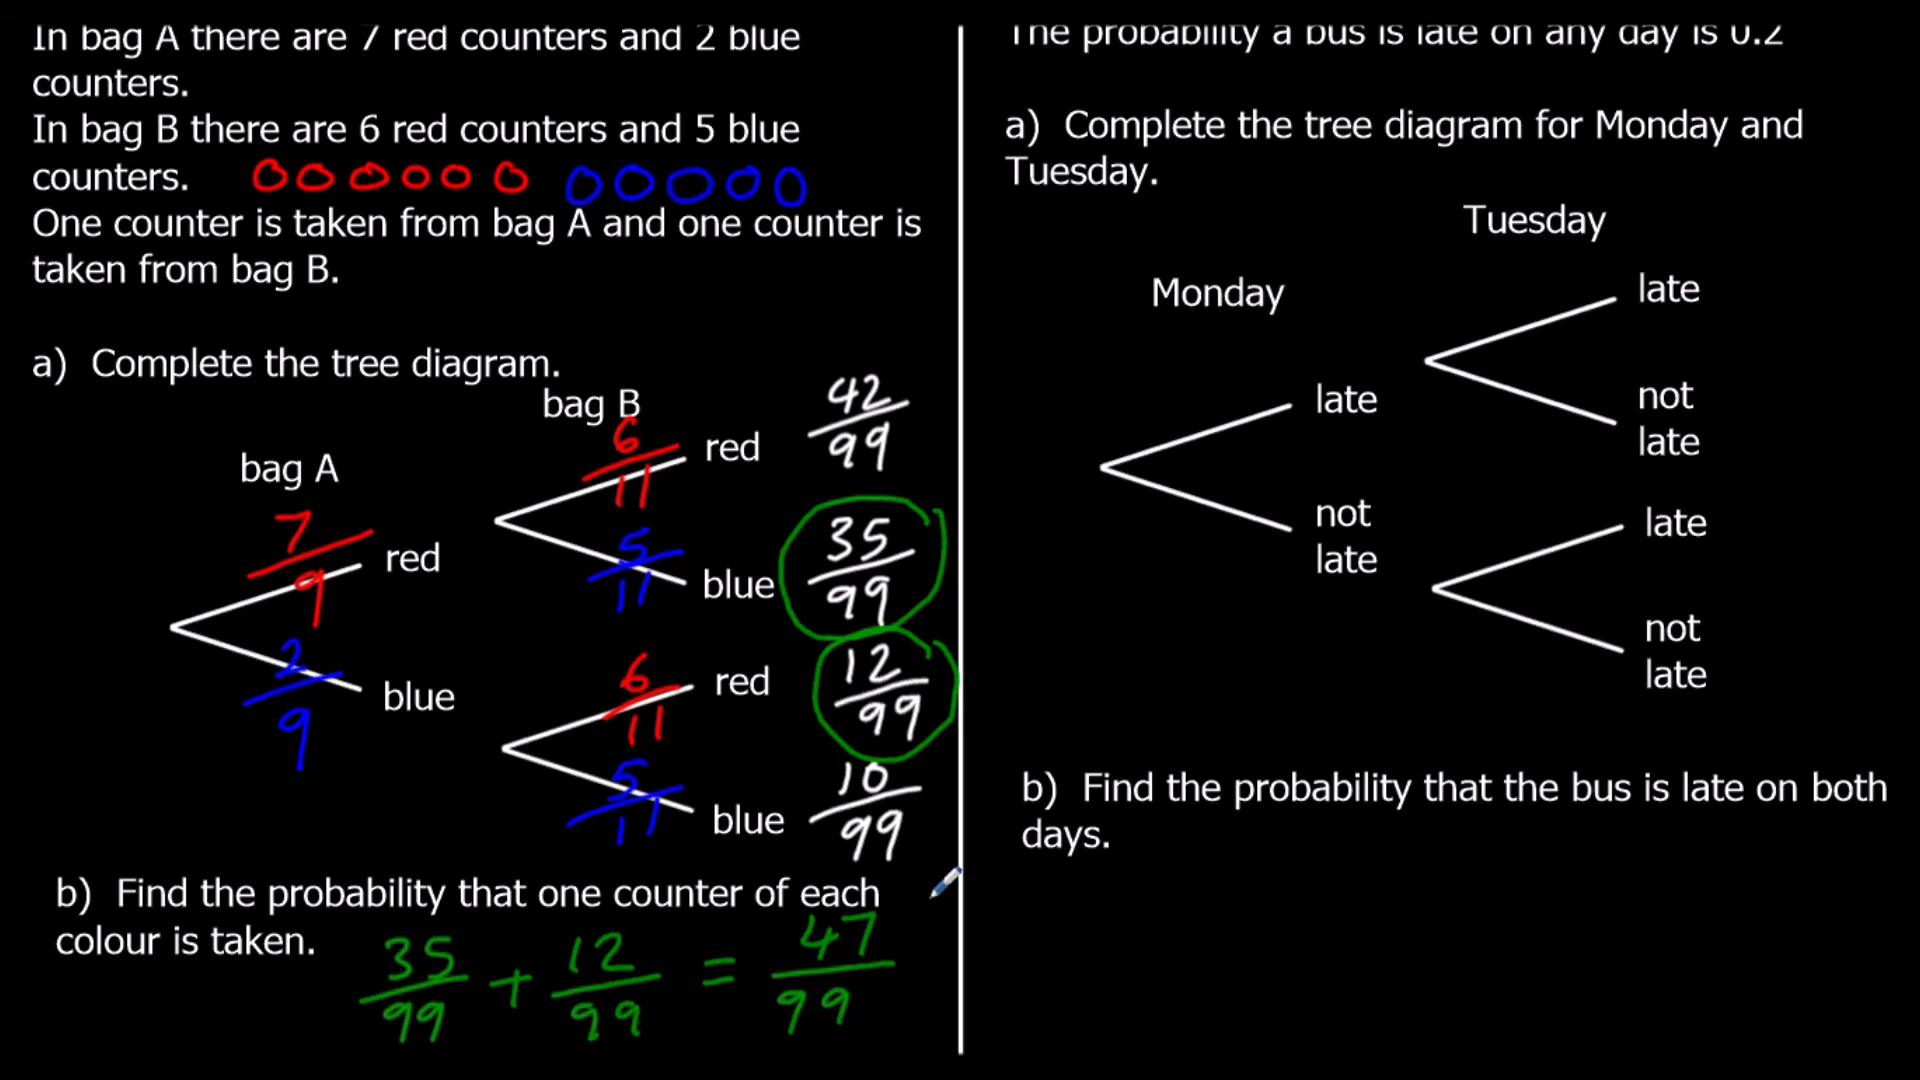 In bag A there are 7 red counters and 2 blue
counters.
In bag B there are 6 red counters and 5 blue
counters.
One counter is taken from bag A and one counter is
taken from bag B.
a) Complete the tree diagram.
bag B
bag A
6/11 red 42/99
7/9 red
5/11 blue 35/99
2/9 blue
6/11 red 12/99
5/11 blue 10/99
b) Find the probability that one counter of each
colour is taken.
35/99 + 12/99 = 47/99
The probability a bus is late on any day is 0.2
a) Complete the tree diagram for Monday and
Tuesday.
Tuesday
Monday
late
late
not
late
not
late
late
not
late
b) Find the probability that the bus is late on both
days.